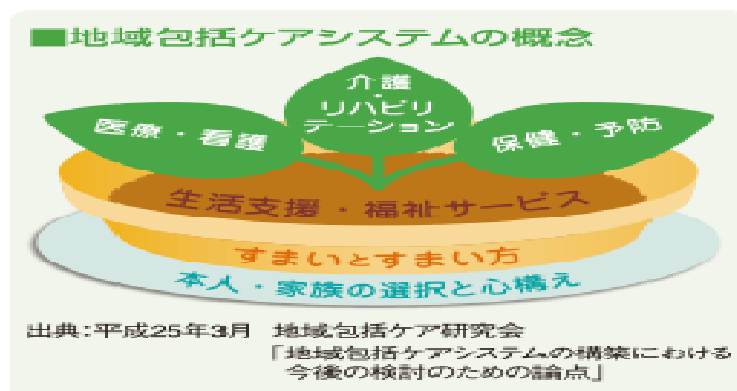 ■地域包括ケアシステムの概念
介護
・
リハビリ
テーション
医療・看護
保健・予防
生活支援・福祉サービス
すまいとすまい方
本人・家族の選択と心構え
出典:平成25年3月 地域包括ケア研究会
「地域包括ケアシステムの構築における
今後の検討のための論点」